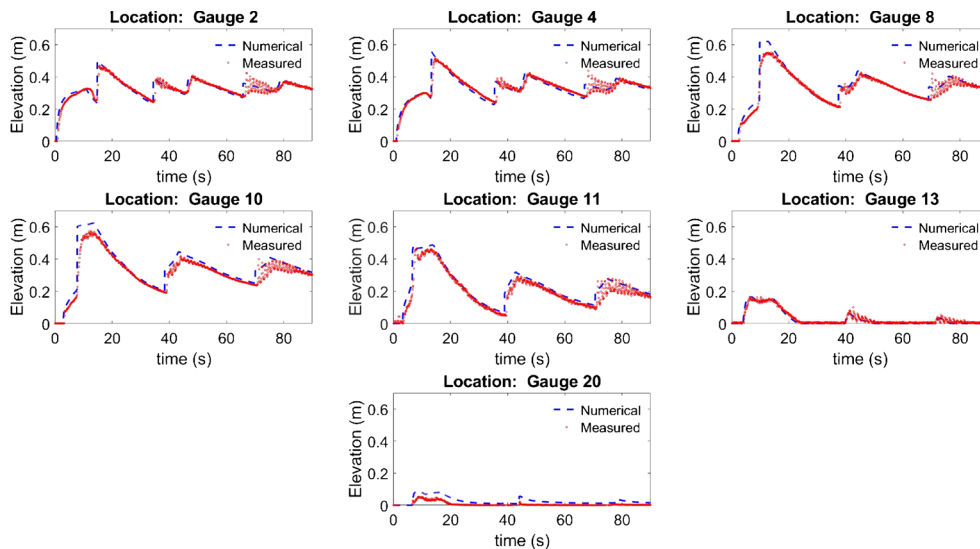 Location: Gauge 2
Elevation (m)
0.6
0.4
0.2
0
Numerical
Measured
0 20 40 60 80
time (s)
Location: Gauge 4
Elevation (m)
0.6
0.4
0.2
0
Numerical
Measured
0 20 40 60 80
time (s)
Location: Gauge 8
Elevation (m)
0.6
0.4
0.2
0
Numerical
Measured
0 20 40 60 80
time (s)
Location: Gauge 10
Elevation (m)
0.6
0.4
0.2
0
Numerical
Measured
0 20 40 60 80
time (s)
Location: Gauge 11
Elevation (m)
0.6
0.4
0.2
0
Numerical
Measured
0 20 40 60 80
time (s)
Location: Gauge 13
Elevation (m)
0.6
0.4
0.2
0
Numerical
Measured
0 20 40 60 80
time (s)
Location: Gauge 20
Elevation (m)
0.6
0.4
0.2
0
Numerical
Measured
0 20 40 60 80
time (s)